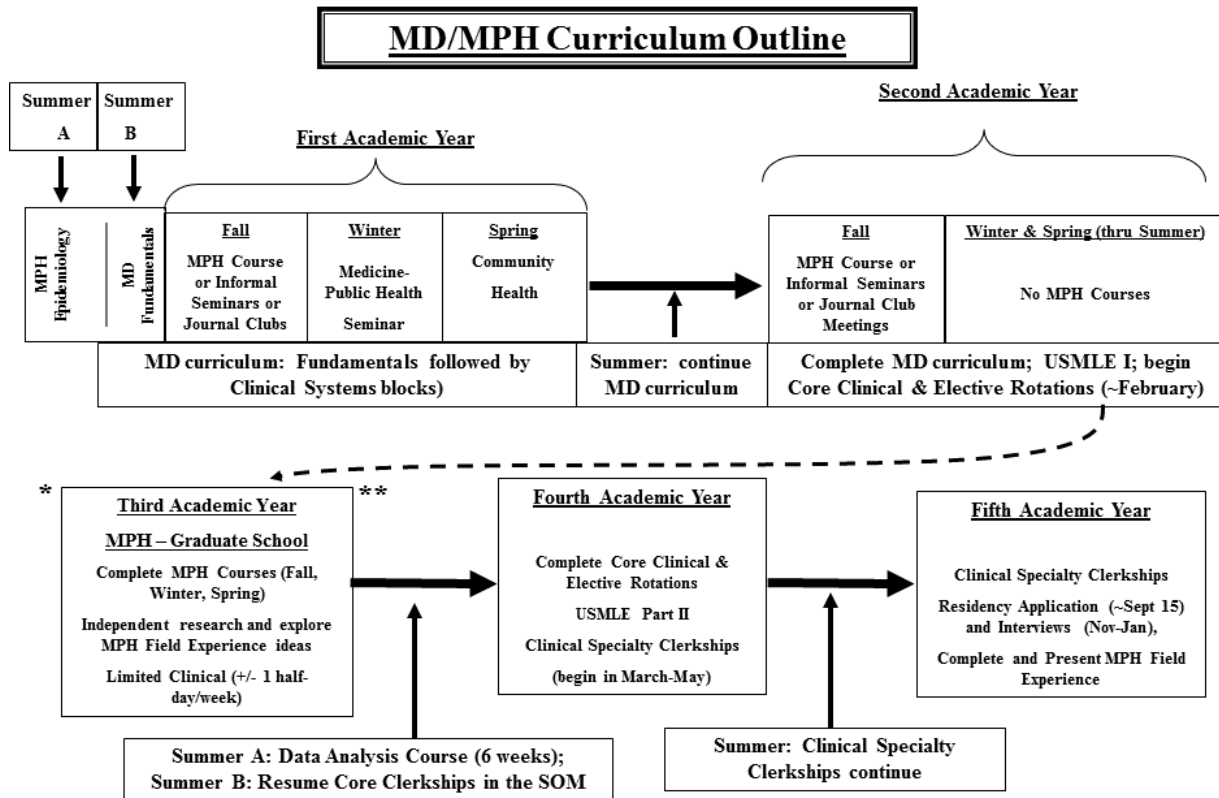 MD/MPH Curriculum Outline
Summer
A
Summer
B
First Academic Year
Second Academic Year
MPH
Epidemiology
MD
Fundamentals
Fall
MPH Course
or Informal
Seminars or
Journal Clubs
Winter
Medicine-
Public Health
Seminar
Spring
Community
Health
Fall
MPH Course or
Informal Seminars
or Journal Club
Meetings
Winter & Spring (thru Summer)
No MPH Courses
MD curriculum: Fundamentals followed by
Clinical Systems blocks)
Summer: continue
MD curriculum
Complete MD curriculum; USMLE I; begin
Core Clinical & Elective Rotations (~February)
*
**
Third Academic Year
MPH – Graduate School
Complete MPH Courses (Fall,
Winter, Spring)
Independent research and explore
MPH Field Experience ideas
Limited Clinical (+/- 1 half-
day/week)
Fourth Academic Year
Complete Core Clinical &
Elective Rotations
USMLE Part II
Clinical Specialty Clerkships
(begin in March-May)
Fifth Academic Year
Clinical Specialty Clerkships
Residency Application (~Sept 15)
and Interviews (Nov-Jan),
Complete and Present MPH Field
Experience
Summer A: Data Analysis Course (6 weeks);
Summer B: Resume Core Clerkships in the SOM
Summer: Clinical Specialty
Clerkships continue